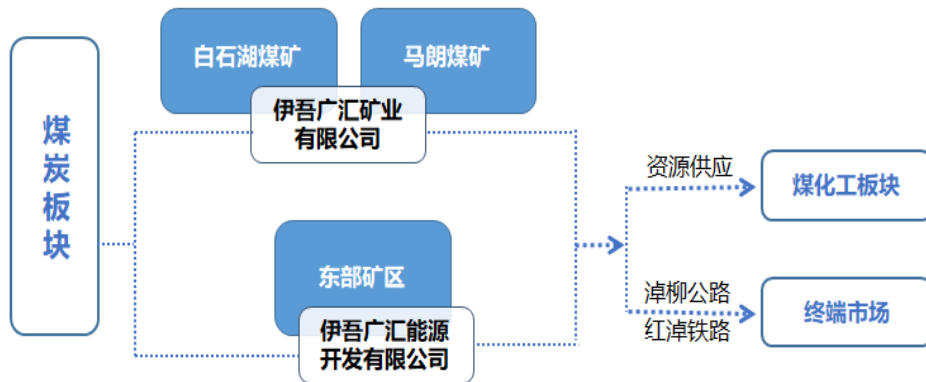 煤炭板块
白石湖煤矿
马朗煤矿
伊吾广汇矿业
有限公司
东部矿区
伊吾广汇能源
开发有限公司
资源供应
煤化工板块
淖柳公路
红淖铁路
终端市场